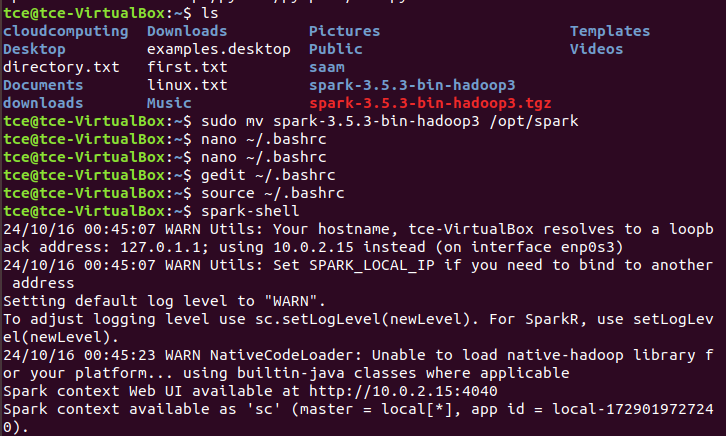 tce@tce-VirtualBox:~$ ls
cloudcomputing  Downloads         Pictures                   Templates
Desktop         examples.desktop  Public                     Videos
directory.txt   first.txt         saam
Documents       linux.txt         spark-3.5.3-bin-hadoop3
downloads       Music             spark-3.5.3-bin-hadoop3.tgz
tce@tce-VirtualBox:~$ sudo mv spark-3.5.3-bin-hadoop3 /opt/spark
tce@tce-VirtualBox:~$ nano ~/.bashrc
tce@tce-VirtualBox:~$ nano ~/.bashrc
tce@tce-VirtualBox:~$ gedit ~/.bashrc
tce@tce-VirtualBox:~$ source ~/.bashrc
tce@tce-VirtualBox:~$ spark-shell
24/10/16 00:45:07 WARN Utils: Your hostname, tce-VirtualBox resolves to a loopb
ack address: 127.0.1.1; using 10.0.2.15 instead (on interface enp0s3)
24/10/16 00:45:07 WARN Utils: Set SPARK_LOCAL_IP if you need to bind to another
 address
Setting default log level to "WARN".
To adjust logging level use sc.setLogLevel(newLevel). For SparkR, use setLogLev
el(newLevel).
24/10/16 00:45:23 WARN NativeCodeLoader: Unable to load native-hadoop library f
or your platform... using builtin-java classes where applicable
Spark context Web UI available at http://10.0.2.15:4040
Spark context available as 'sc' (master = local[*], app id = local-172901972724
0).